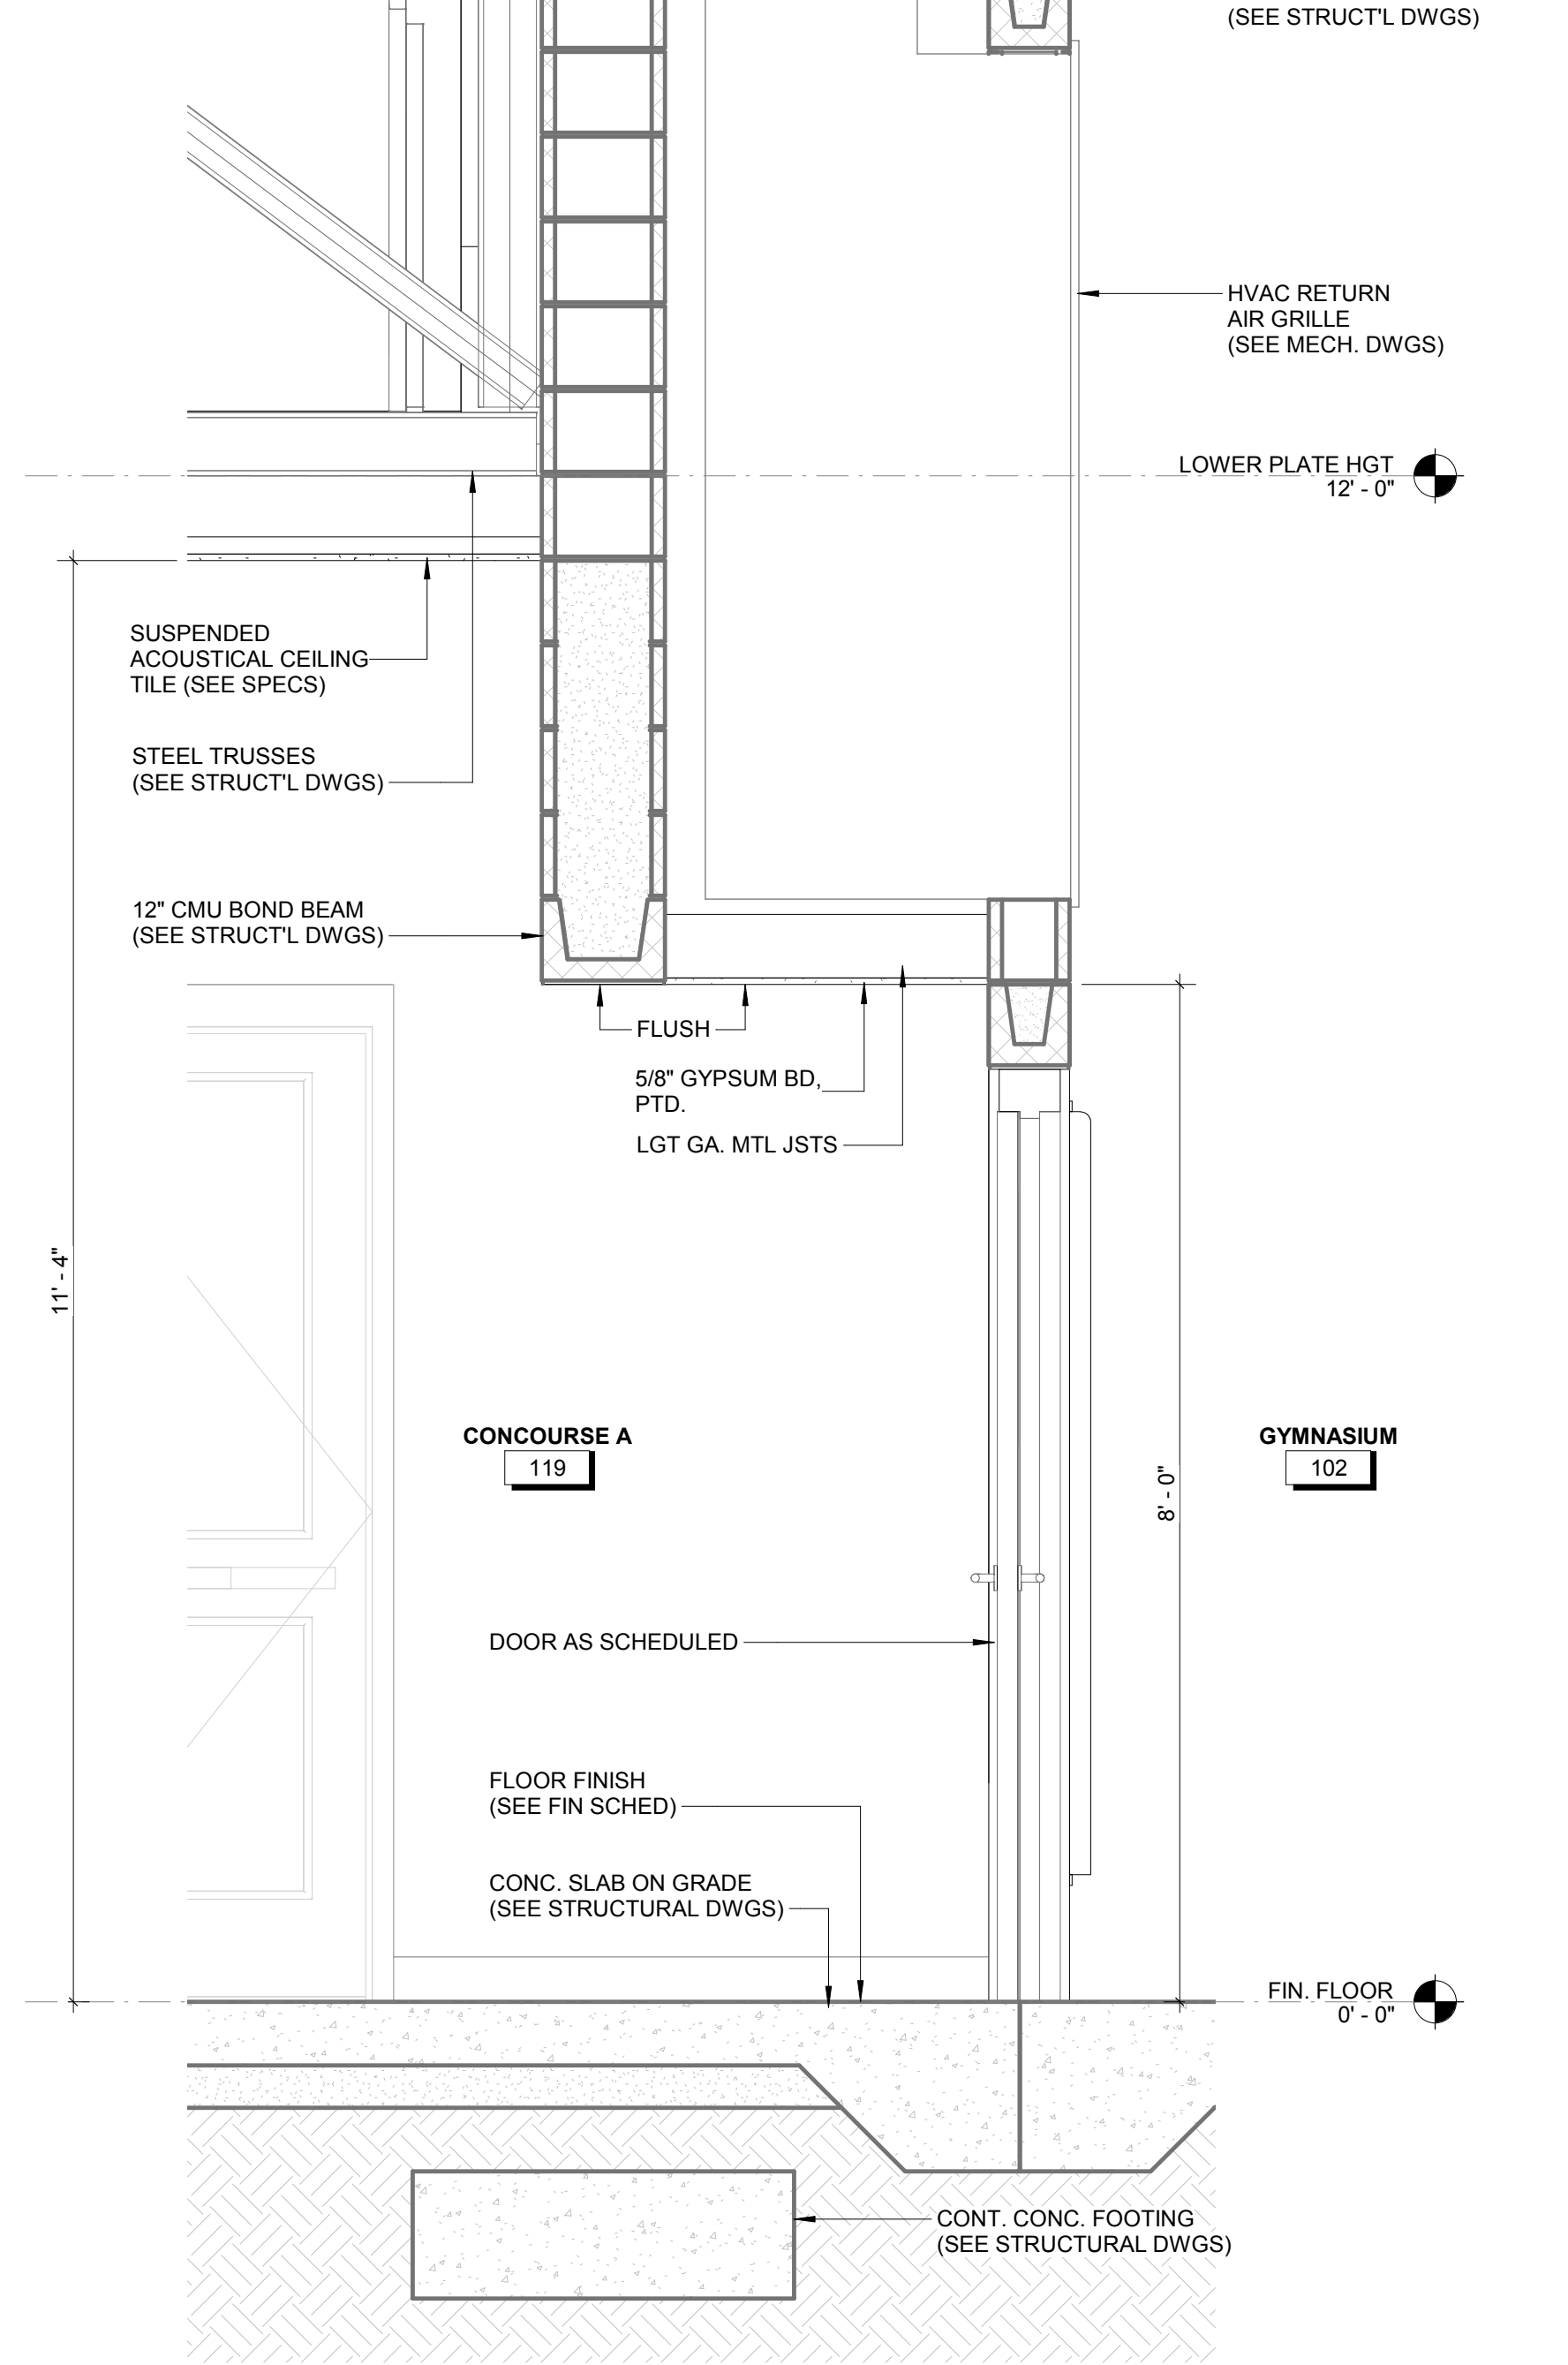 (SEE STRUCT'L DWGS)
HVAC RETURN
AIR GRILLE
(SEE MECH. DWGS)
LOWER PLATE HGT
12' - 0"
SUSPENDED
ACOUSTICAL CEILING
TILE (SEE SPECS)
STEEL TRUSSES
(SEE STRUCT'L DWGS)
12" CMU BOND BEAM
(SEE STRUCT'L DWGS)
FLUSH
5/8" GYPSUM BD,
PTD.
LGT GA. MTL JSTS
11' - 4"
CONCOURSE A
119
8' - 0"
GYMNASIUM
102
DOOR AS SCHEDULED
FLOOR FINISH
(SEE FIN SCHED)
CONC. SLAB ON GRADE
(SEE STRUCTURAL DWGS)
FIN. FLOOR
0' - 0"
CONT. CONC. FOOTING
(SEE STRUCTURAL DWGS)